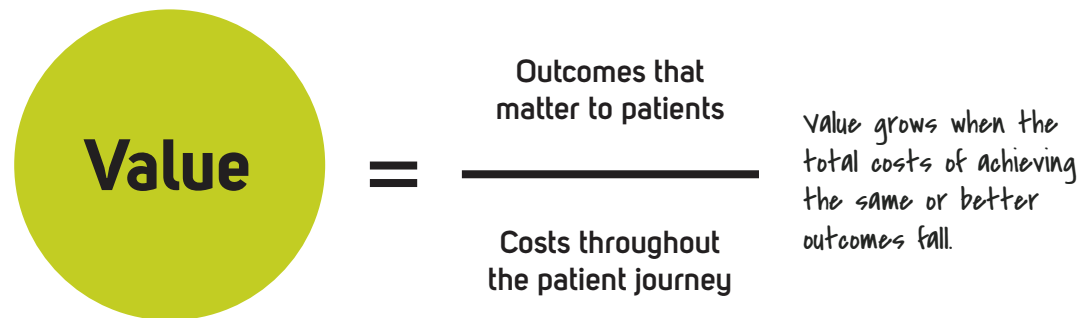 Value
=
Outcomes that
matter to patients
Costs throughout
the patient journey
Value grows when the
total costs of achieving
the same or better
outcomes fall.